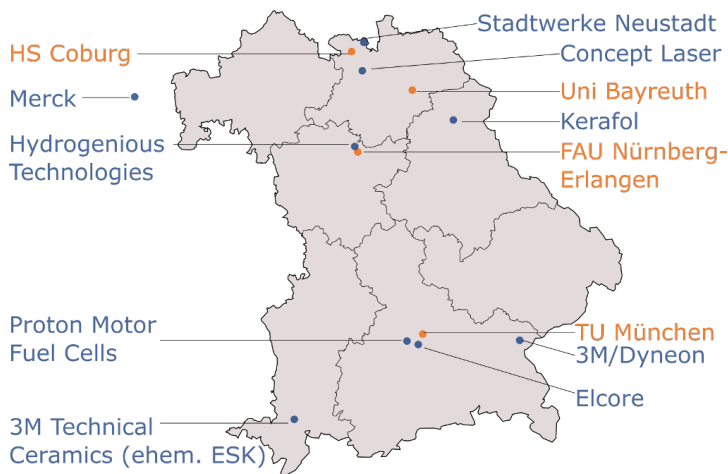 HS Coburg
Merck
Hydrogenious
Technologies
Proton Motor
Fuel Cells
3M Technical
Ceramics (ehem. ESK)
Stadtwerke Neustadt
Concept Laser
Uni Bayreuth
Kerafol
FAU Nürnberg-
Erlangen
TU München
3M/Dyneon
Elcore